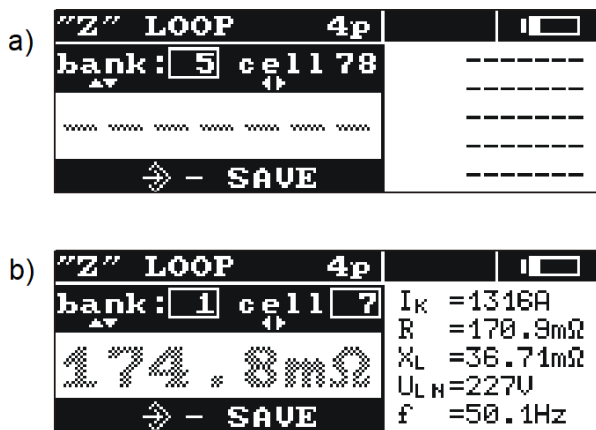 a)
"Z" LOOP 4p
bank: 5 cell 78
-------
-------
-------
-------
-------
-------
- SAVE
b)
"Z" LOOP 4p
bank: 1 cell 7
174.8mΩ
- SAVE
IK =1316A
R =170.9mΩ
XL =36.71mΩ
UL N=227V
f =50.1Hz